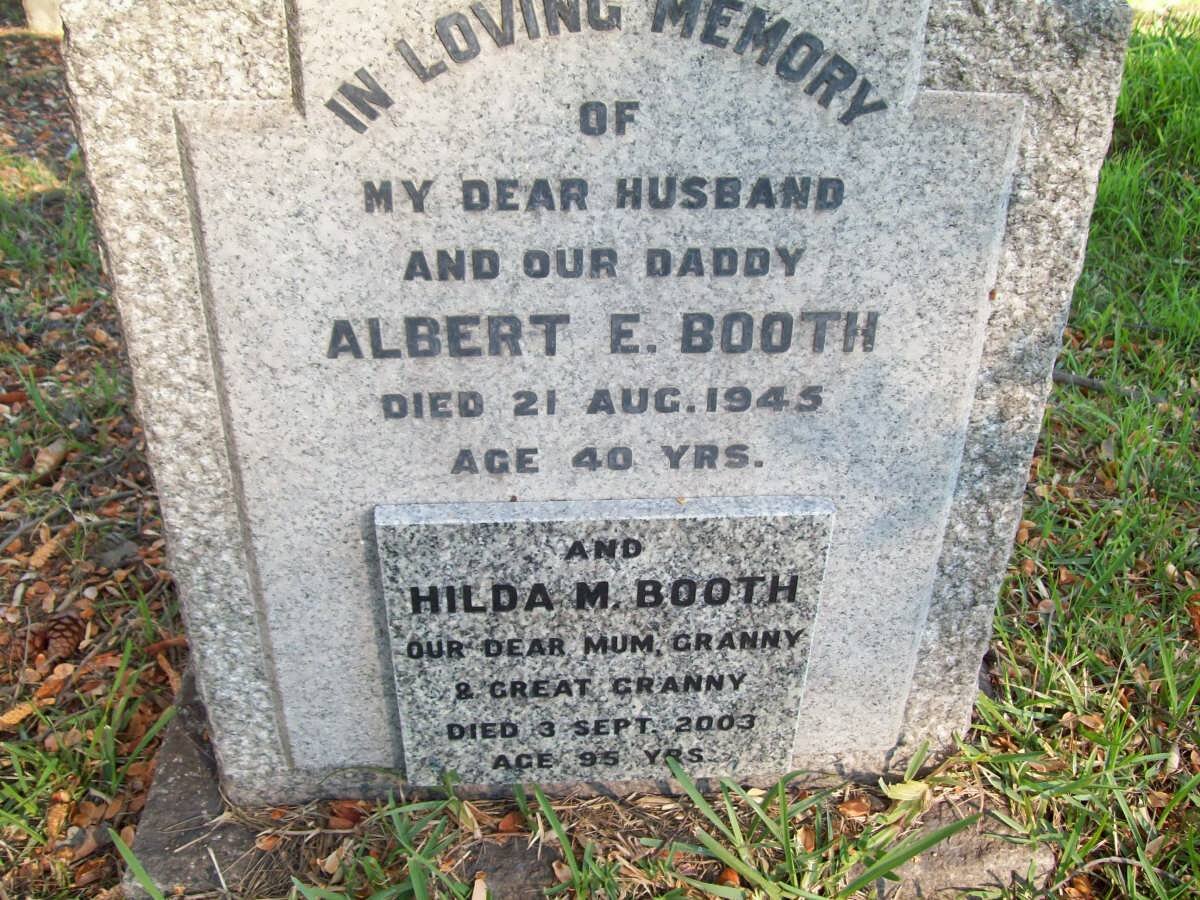 IN LOVING MEMORY
OF
MY DEAR HUSBAND
AND OUR DADDY
ALBERT E. BOOTH
DIED 21 AUG. 1945
AGE 40 YRS.
AND
HILDA M. BOOTH
OUR DEAR MUM, GRANNY
& GREAT GRANNY
DIED 3 SEPT. 2003
AGE 95 YRS.